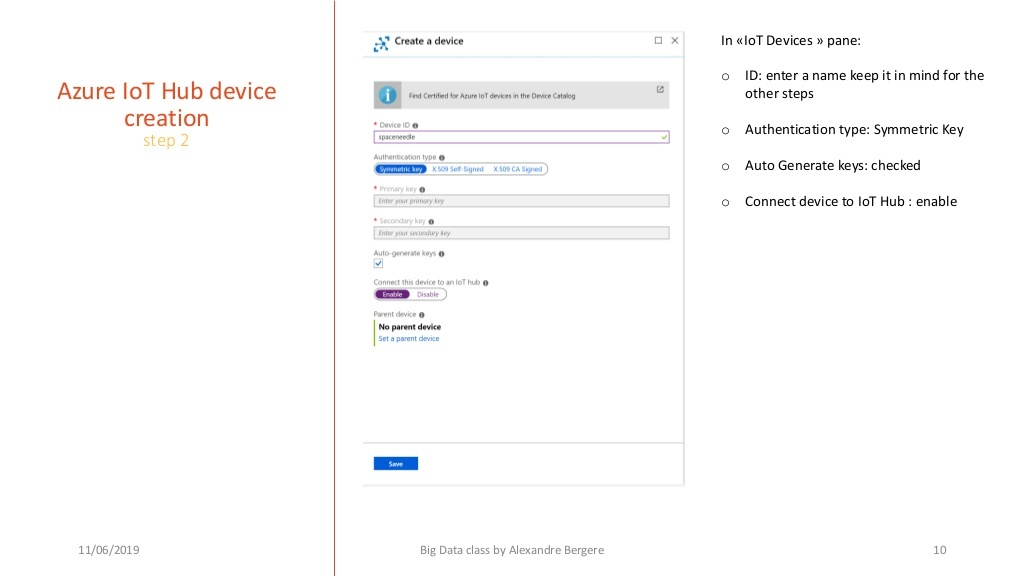 Azure IoT Hub device
creation
step 2
Create a device
Find Certified for Azure IoT devices in the Device Catalog
* Device ID
spaceneedle
Authentication type
Symmetric key X.509 Self-Signed X.509 CA Signed
* Primary key
Enter your primary key
* Secondary key
Enter your secondary key
Auto-generate keys
Connect this device to an IoT hub
Enable Disable
Parent device
No parent device
Set a parent device
Save
In «IoT Devices » pane:
o ID: enter a name keep it in mind for the
other steps
o Authentication type: Symmetric Key
o Auto Generate keys: checked
o Connect device to IoT Hub : enable
11/06/2019
Big Data class by Alexandre Bergere
10